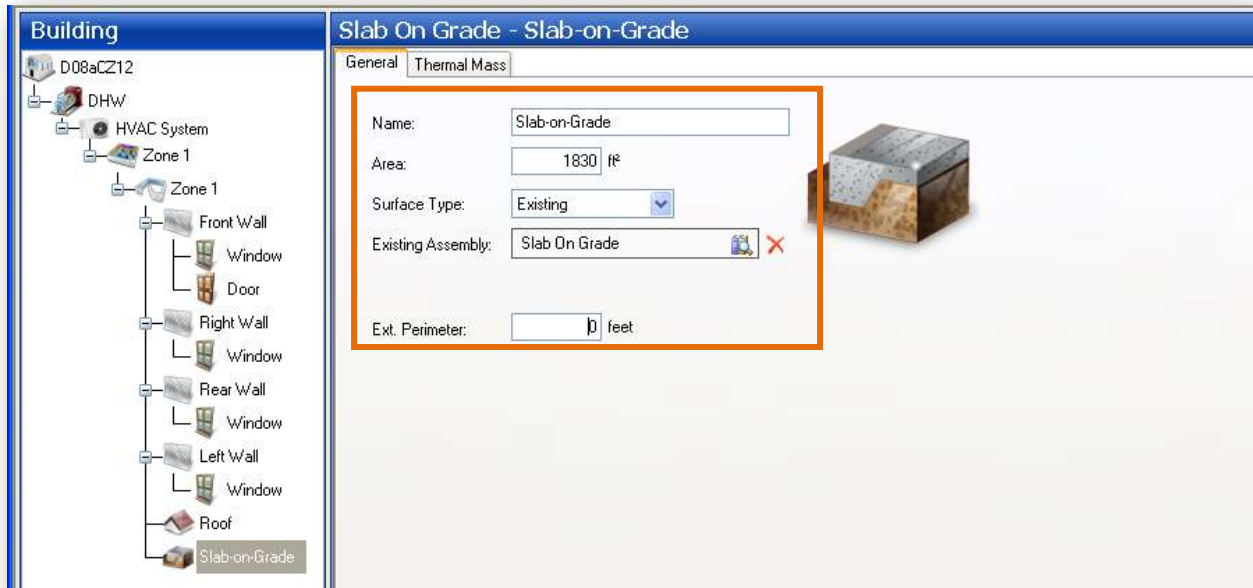 Building
D08aCZ12
DHW
HVAC System
Zone 1
Zone 1
Front Wall
Window
Door
Right Wall
Window
Rear Wall
Window
Left Wall
Window
Roof
Slab-on-Grade
Slab On Grade - Slab-on-Grade
General Thermal Mass
Name: Slab-on-Grade
Area: 1830 ft²
Surface Type: Existing
Existing Assembly: Slab On Grade
Ext. Perimeter: 0 feet